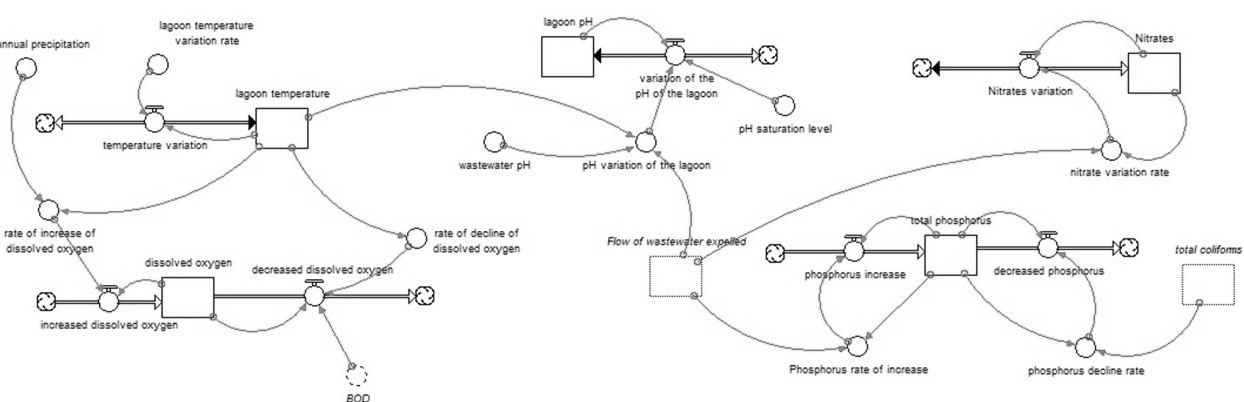 lagoon temperature
variation rate
annual precipitation
lagoon temperature
temperature variation
rate of increase of
dissolved oxygen
rate of decline of
dissolved oxygen
dissolved oxygen
decreased dissolved oxygen
increased dissolved oxygen
BOD
lagoon pH
variation of the
pH of the lagoon
pH saturation level
wastewater pH
pH variation of the lagoon
Nitrates
Nitrates variation
nitrate variation rate
Flow of wastewater expelled
total phosphorus
phosphorus increase
decreased phosphorus
total coliforms
Phosphorus rate of increase
phosphorus decline rate